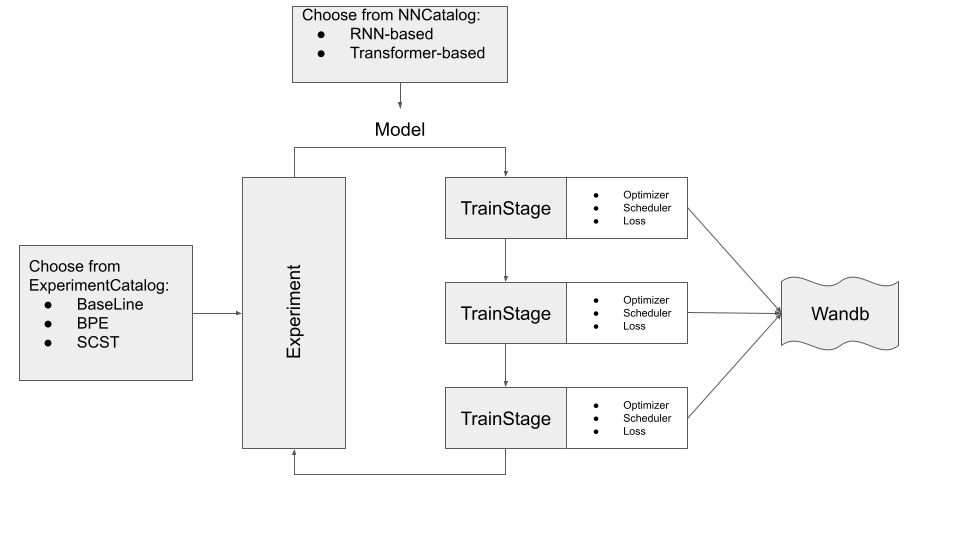 Choose from NNCatalog:
● RNN-based
● Transformer-based
Model
Choose from
ExperimentCatalog:
● BaseLine
● BPE
● SCST
Experiment
TrainStage
● Optimizer
● Scheduler
● Loss
TrainStage
● Optimizer
● Scheduler
● Loss
TrainStage
● Optimizer
● Scheduler
● Loss
Wandb